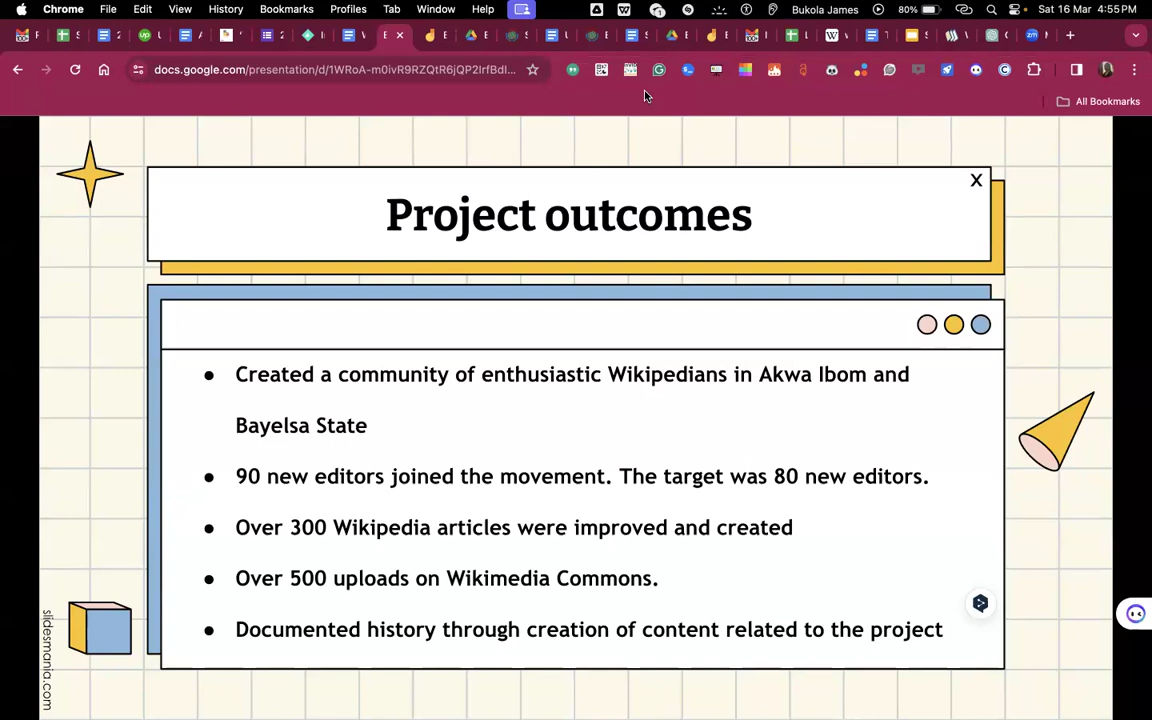 Chrome File Edit View History Bookmarks Profiles Tab Window Help Bukola James 80% Sat 16 Mar 4:55 PM
docs.google.com/presentation/d/1WRoA-m0ivR9RZQtR6jQP2IrfBdI...
All Bookmarks
X
Project outcomes
● Created a community of enthusiastic Wikipedians in Akwa Ibom and
Bayelsa State
● 90 new editors joined the movement. The target was 80 new editors.
● Over 300 Wikipedia articles were improved and created
● Over 500 uploads on Wikimedia Commons.
● Documented history through creation of content related to the project
slidesmania.com